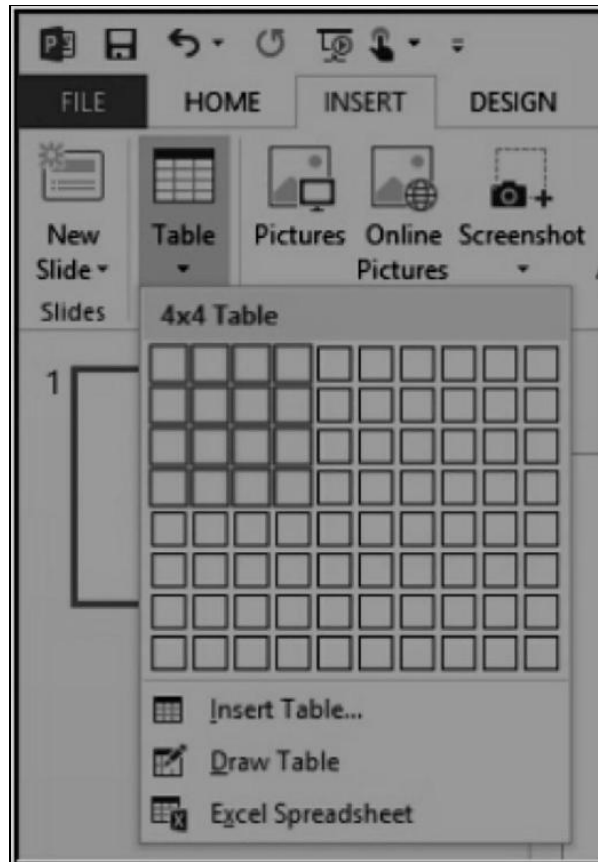 FILE HOME INSERT DESIGN
New Slide
Table
Pictures
Online Pictures
Screenshot
Slides
4x4 Table
1
Insert Table...
Draw Table
Excel Spreadsheet